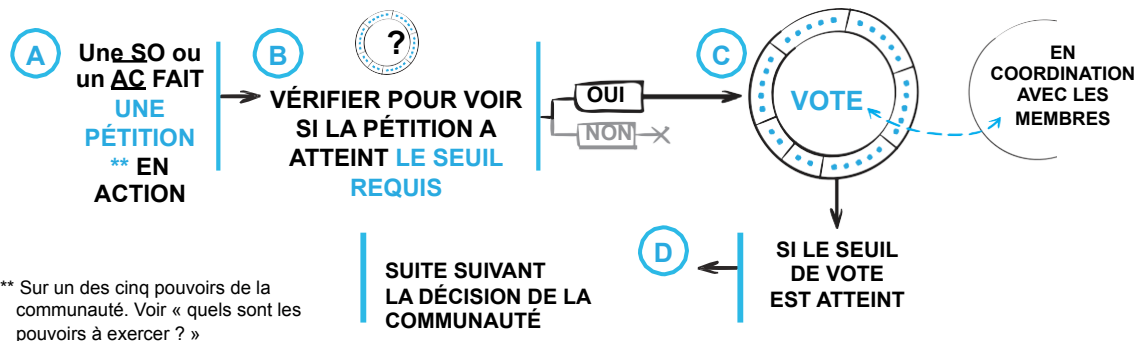 A
Une SO ou
un AC FAIT
UNE
PÉTITION
** EN
ACTION
B
?
VÉRIFIER POUR VOIR
SI LA PÉTITION A
ATTEINT LE SEUIL
REQUIS
OUI
NON
C
VOTE
EN
COORDINATION
AVEC LES
MEMBRES
SI LE SEUIL
DE VOTE
EST ATTEINT
D
SUITE SUIVANT
LA DÉCISION DE LA
COMMUNAUTÉ
** Sur un des cinq pouvoirs de la
communauté. Voir « quels sont les
pouvoirs à exercer ? »